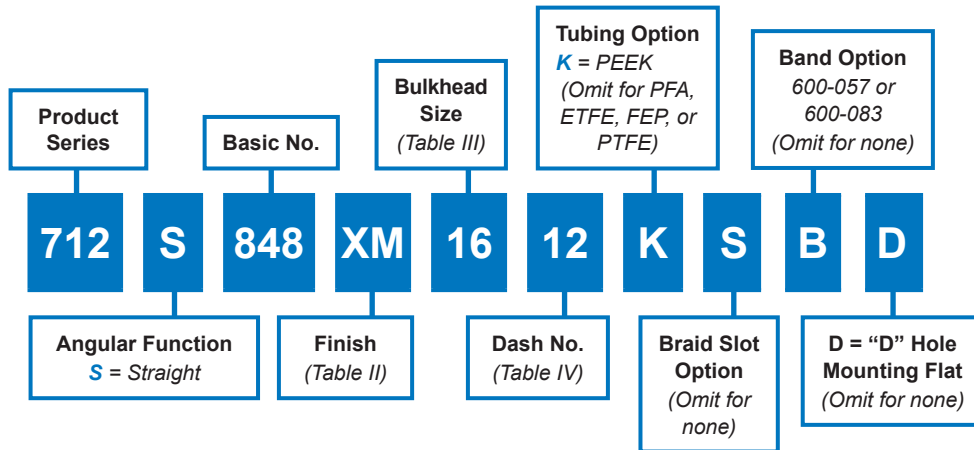 Product
Series
Basic No.
Bulkhead
Size
(Table III)
Tubing Option
K = PEEK
(Omit for PFA,
ETFE, FEP, or
PTFE)
Band Option
600-057 or
600-083
(Omit for none)
712 S 848 XM 16 12 K S B D
Angular Function
S = Straight
Finish
(Table II)
Dash No.
(Table IV)
Braid Slot
Option
(Omit for
none)
D = “D” Hole
Mounting Flat
(Omit for none)